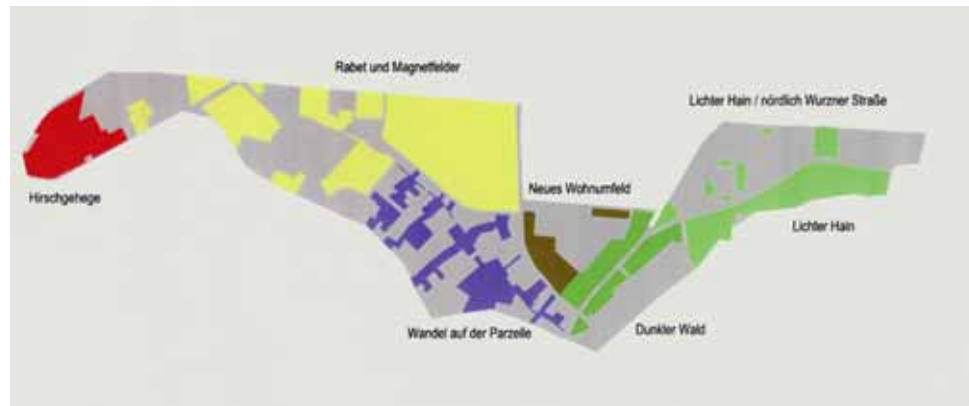 Rabet und Magnetfelder
Lichter Hain / nördlich Wurzner Straße
Hirschgehege
Neues Wohnumfeld
Lichter Hain
Wandel auf der Parzelle
Dunkler Wald